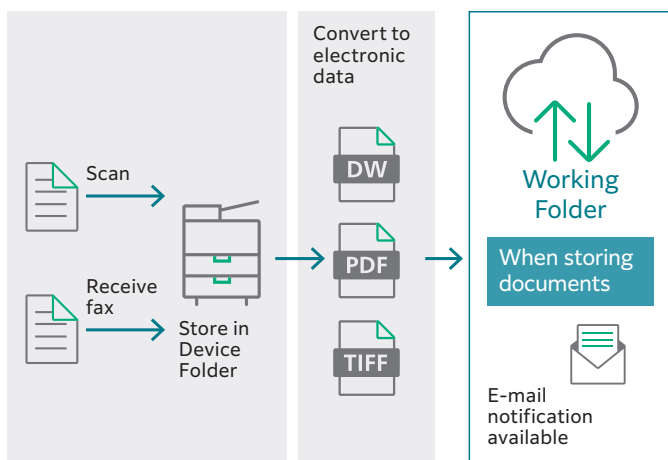 Scan
Receive
fax
Store in
Device
Folder
Convert to
electronic
data
DW
PDF
TIFF
Working
Folder
When storing
documents
E-mail
notification
available